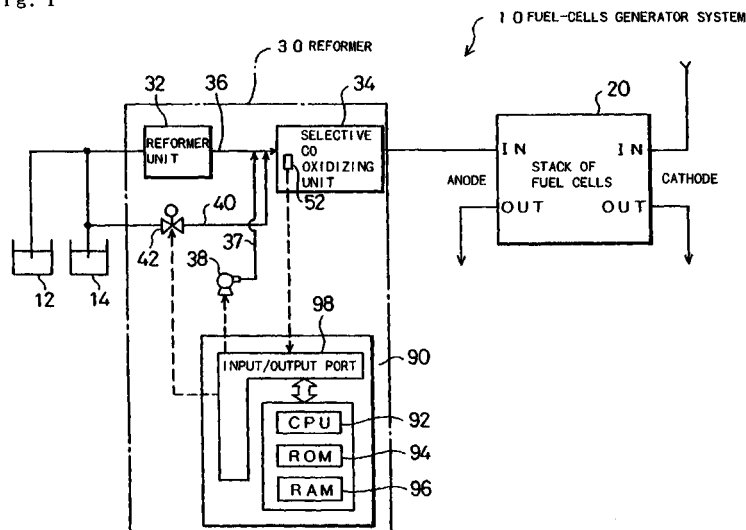 Fig. 1
10 FUEL-CELLS GENERATOR SYSTEM
30 REFORMER
32
36
34
20
REFORMER
UNIT
SELECTIVE
CO
OXIDIZING
UNIT
52
IN
IN
ANODE
STACK OF
FUEL CELLS
CATHODE
OUT
OUT
40
42
37
38
12
14
98
INPUT/OUTPUT PORT
90
CPU
92
ROM
94
RAM
96